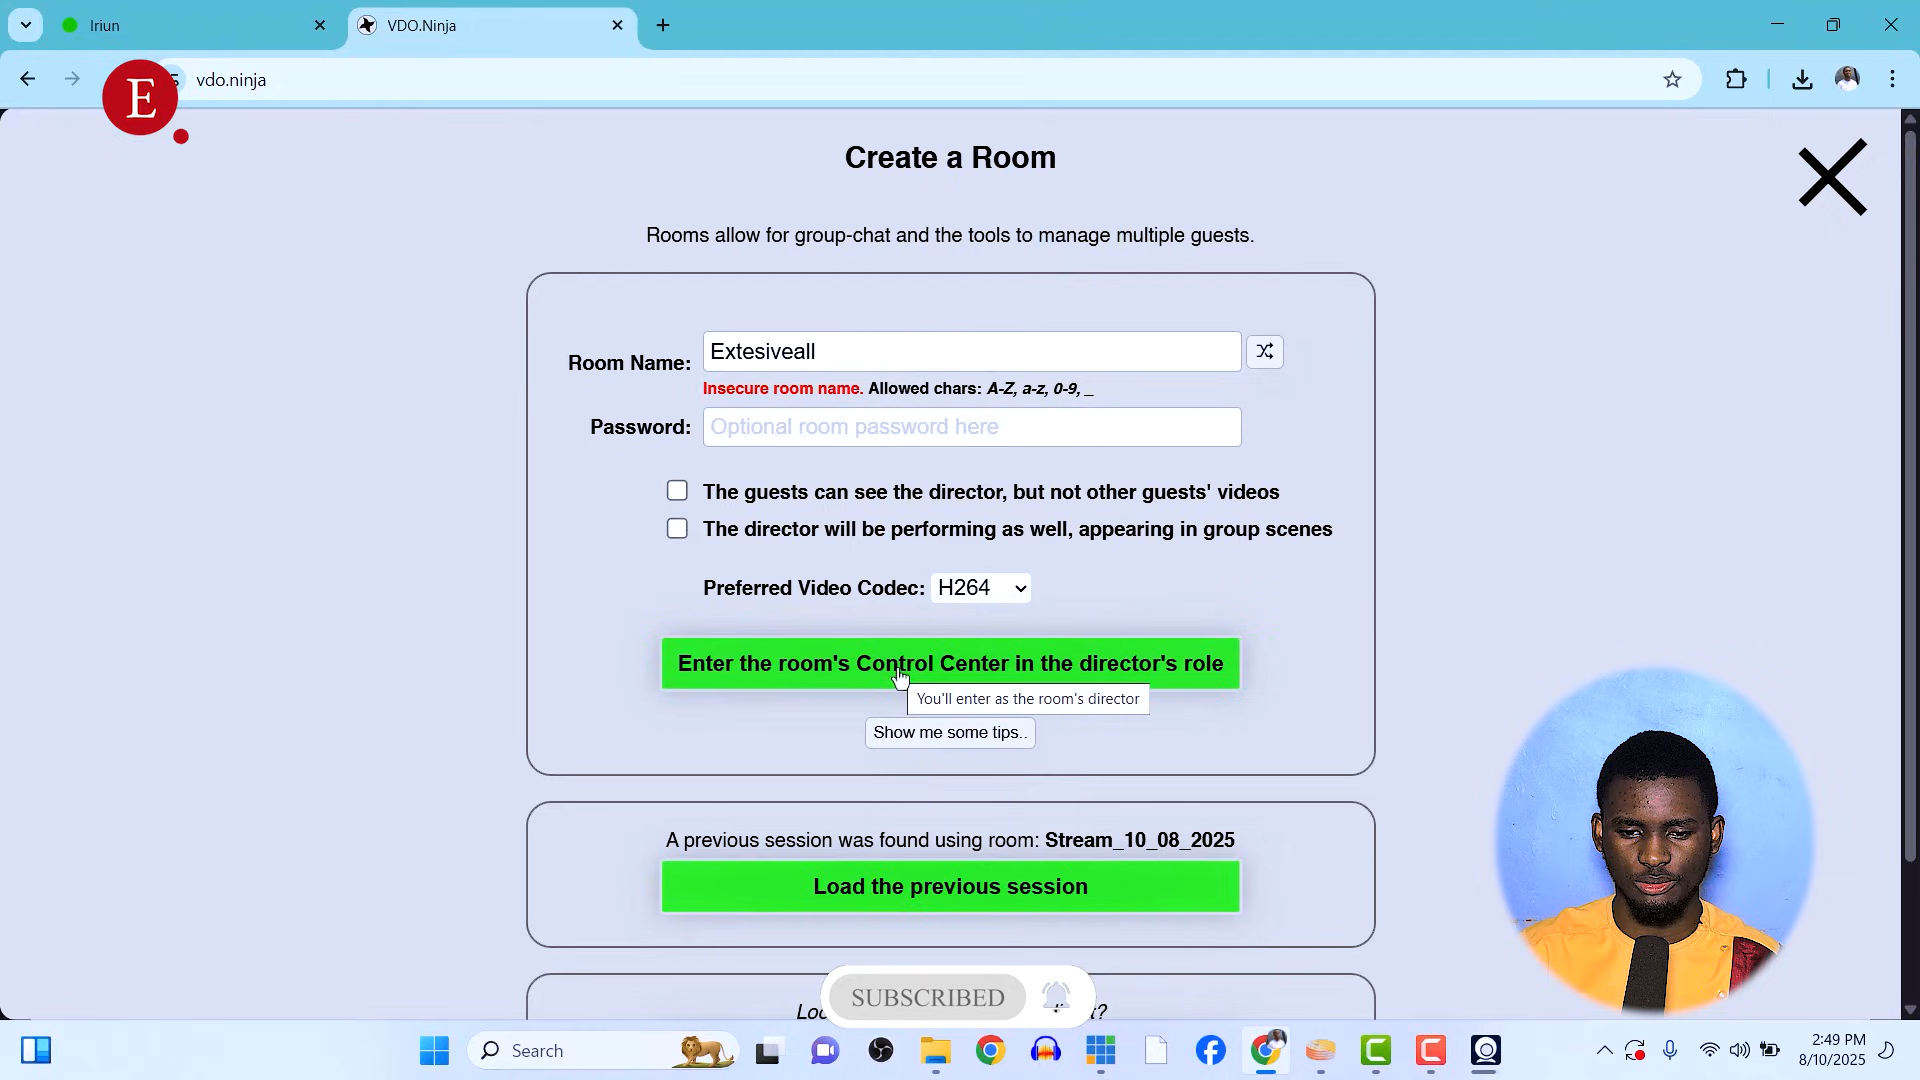 Iriun
VDO.Ninja
vdo.ninja
E
Create a Room
Rooms allow for group-chat and the tools to manage multiple guests.
Room Name:
Extesiveall
Insecure room name. Allowed chars: A-Z, a-z, 0-9, _
Password:
Optional room password here
The guests can see the director, but not other guests' videos
The director will be performing as well, appearing in group scenes
Preferred Video Codec: H264
Enter the room's Control Center in the director's role
You'll enter as the room's director
Show me some tips..
A previous session was found using room: Stream_10_08_2025
Load the previous session
SUBSCRIBED
Search
2:49 PM
8/10/2025